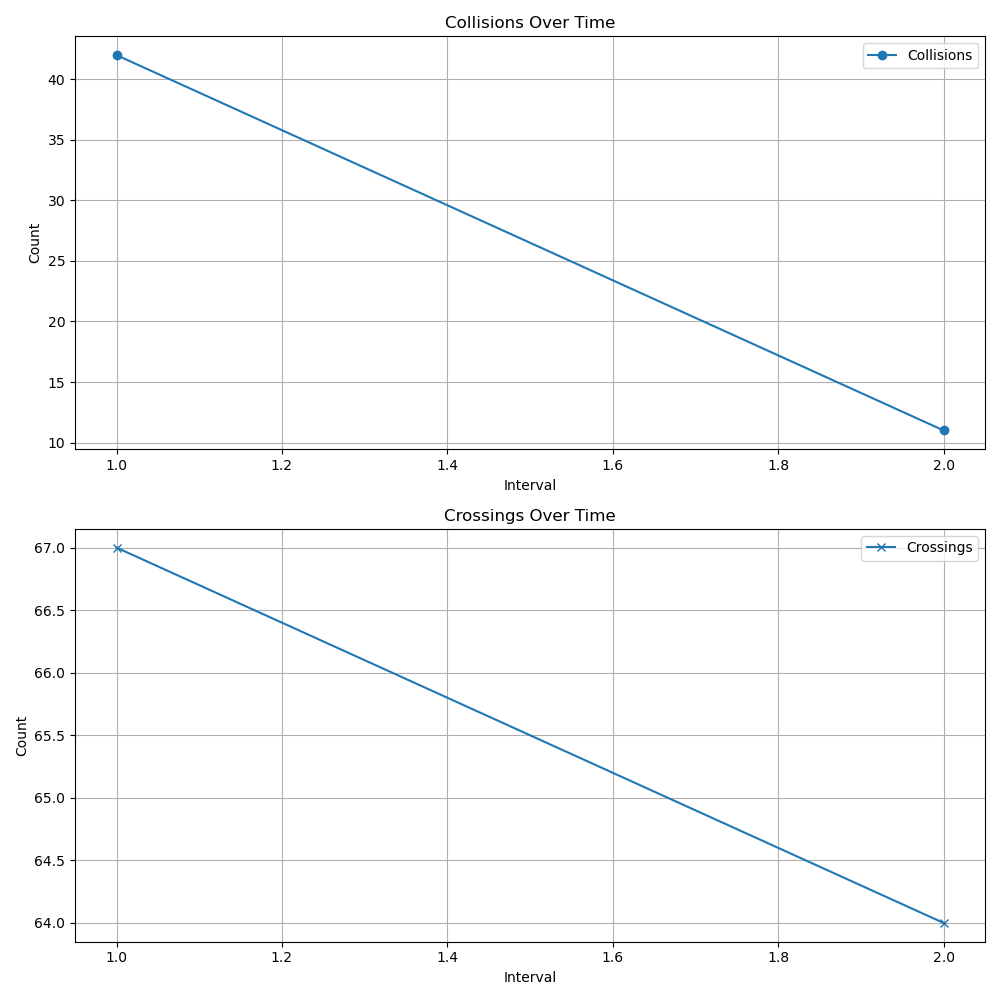 Collisions Over Time
Collisions
40
35
30
25
20
15
10
Count
1.0 1.2 1.4 1.6 1.8 2.0
Interval
Crossings Over Time
Crossings
67.0
66.5
66.0
65.5
65.0
64.5
64.0
Count
1.0 1.2 1.4 1.6 1.8 2.0
Interval